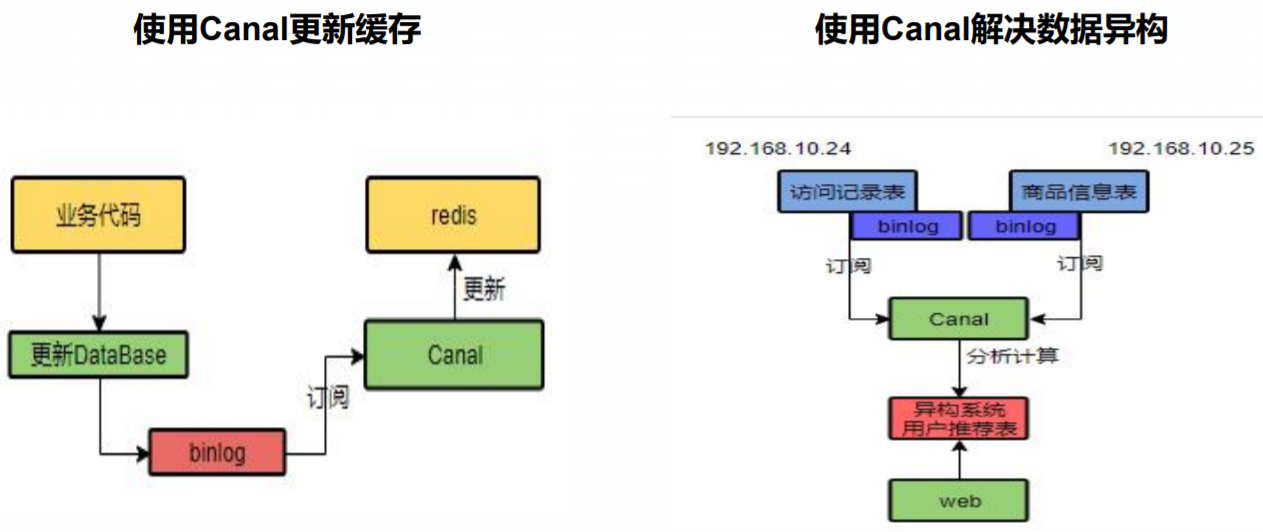 使用Canal更新缓存
业务代码
redis
更新
更新DataBase
Canal
订阅
binlog
使用Canal解决数据异构
192.168.10.24
192.168.10.25
访问记录表
商品信息表
binlog
binlog
订阅
订阅
Canal
分析计算
异构系统
用户推荐表
web